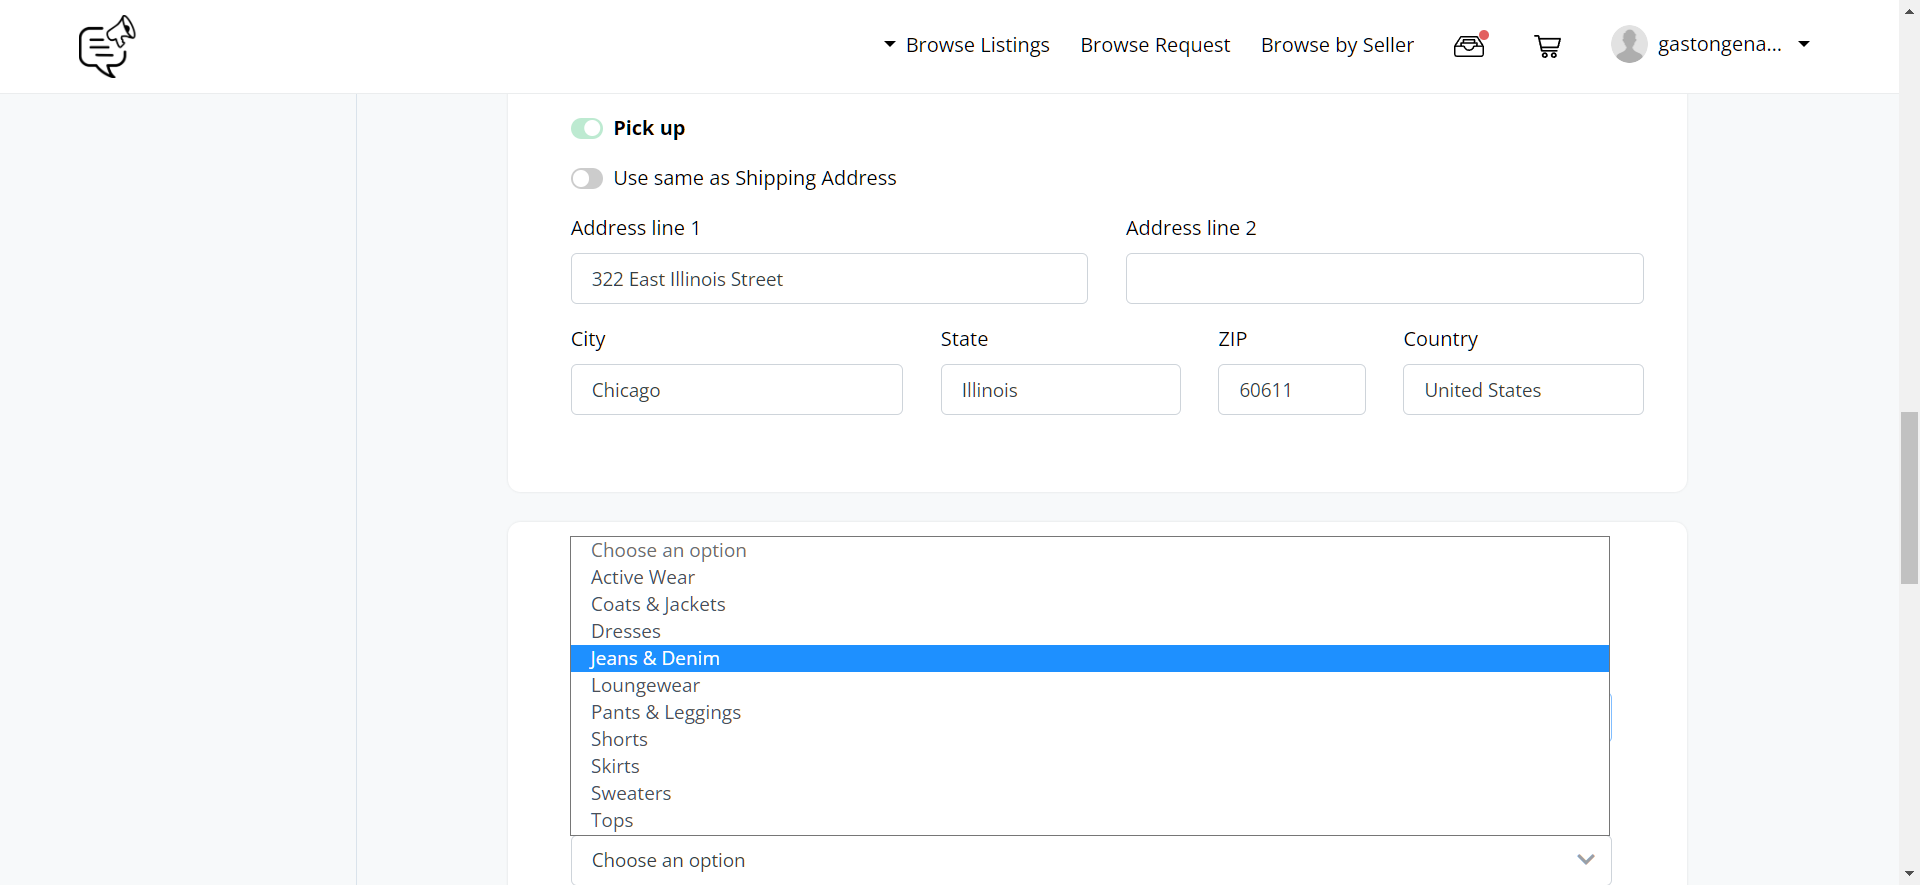 Browse Listings
Browse Request
Browse by Seller
gastongena...
Pick up
Use same as Shipping Address
Address line 1
Address line 2
322 East Illinois Street
City
State
ZIP
Country
Chicago
Illinois
60611
United States
Choose an option
Active Wear
Coats & Jackets
Dresses
Jeans & Denim
Loungewear
Pants & Leggings
Shorts
Skirts
Sweaters
Tops
Choose an option